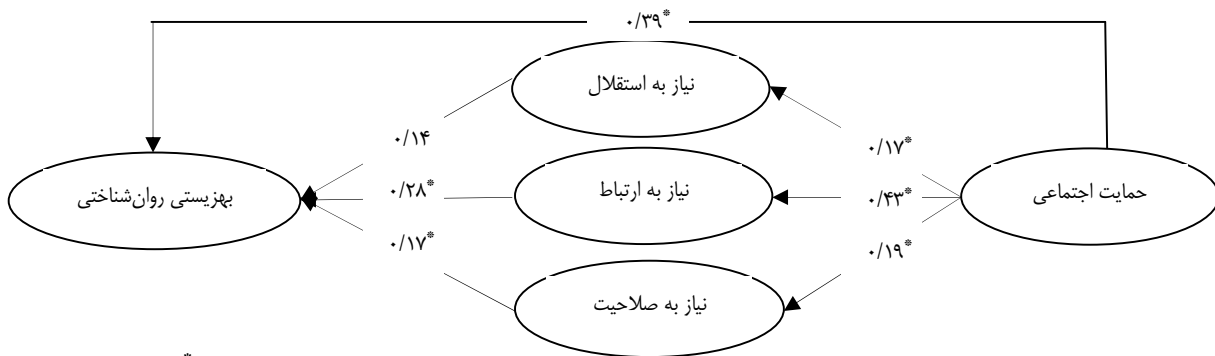 ۰/۳۹*
نیاز به استقلال
۰/۱۷*
۰/۱۴
حمایت اجتماعی
۰/۴۳*
نیاز به ارتباط
۰/۲۸*
بهزیستی روان‌شناختی
۰/۱۹*
۰/۱۷*
نیاز به صلاحیت
*